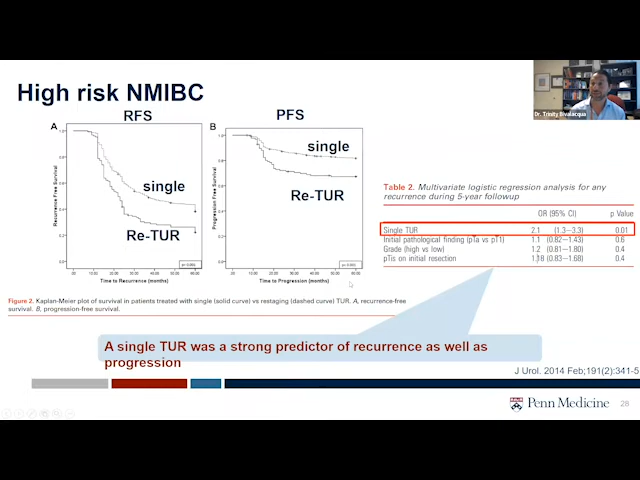 Dr. Trinity Bivalacqua
High risk NMIBC
RFS
PFS
A
B
single
single
Re-TUR
Re-TUR
Recurrence Free Survival
Progression Free Survival
Time to Recurrence (months)
Time to Progression (months)
Table 2. Multivariate logistic regression analysis for any
recurrence during 5-year followup
OR (95% CI) p Value
Single TUR 2.1 (1.3—3.3) 0.01
Initial pathological finding (pTa vs pT1) 1.1 (0.82—1.43) 0.6
Grade (high vs low) 1.2 (0.81—1.80) 0.4
pTis on initial resection (0.83—1.68) 0.4
Figure 2. Kaplan-Meier plot of survival in patients treated with single (solid curve) vs restaging (dashed curve) TUR. A, recurrence-free
survival. B, progression-free survival.
A single TUR was a strong predictor of recurrence as well as
progression
J Urol. 2014 Feb;191(2):341-5
Penn Medicine
28